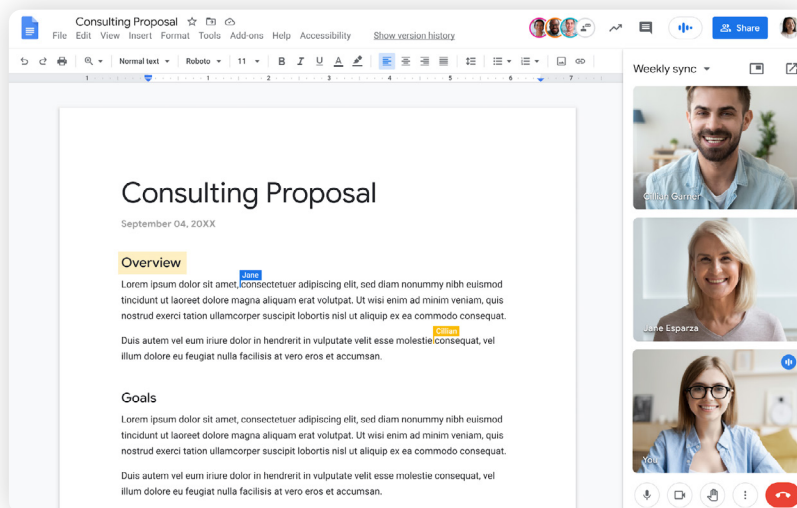 Consulting Proposal
File Edit View Insert Format Tools Add-ons Help Accessibility Show version history
Share
Normal text Roboto 11
1 1 2 3 4 5 6 7
Weekly sync
Consulting Proposal
September 04, 20XX
Overview
Jane
Lorem ipsum dolor sit amet, consectetuer adipiscing elit, sed diam nonummy nibh euismod
tincidunt ut laoreet dolore magna aliquam erat volutpat. Ut wisi enim ad minim veniam, quis
nostrud exerci tation ullamcorper suscipit lobortis nisl ut aliquip ex ea commodo consequat.
Cillian
Duis autem vel eum iriure dolor in hendrerit in vulputate velit esse molestie consequat, vel
illum dolore eu feugiat nulla facilisis at vero eros et accumsan.
Goals
Lorem ipsum dolor sit amet, consectetuer adipiscing elit, sed diam nonummy nibh euismod
tincidunt ut laoreet dolore magna aliquam erat volutpat. Ut wisi enim ad minim veniam, quis
nostrud exerci tation ullamcorper suscipit lobortis nisl ut aliquip ex ea commodo consequat.
Duis autem vel eum iriure dolor in hendrerit in vulputate velit esse molestie consequat, vel
illum dolore eu feugiat nulla facilisis at vero eros et accumsan.
Cillian Garner
Jane Esparza
You